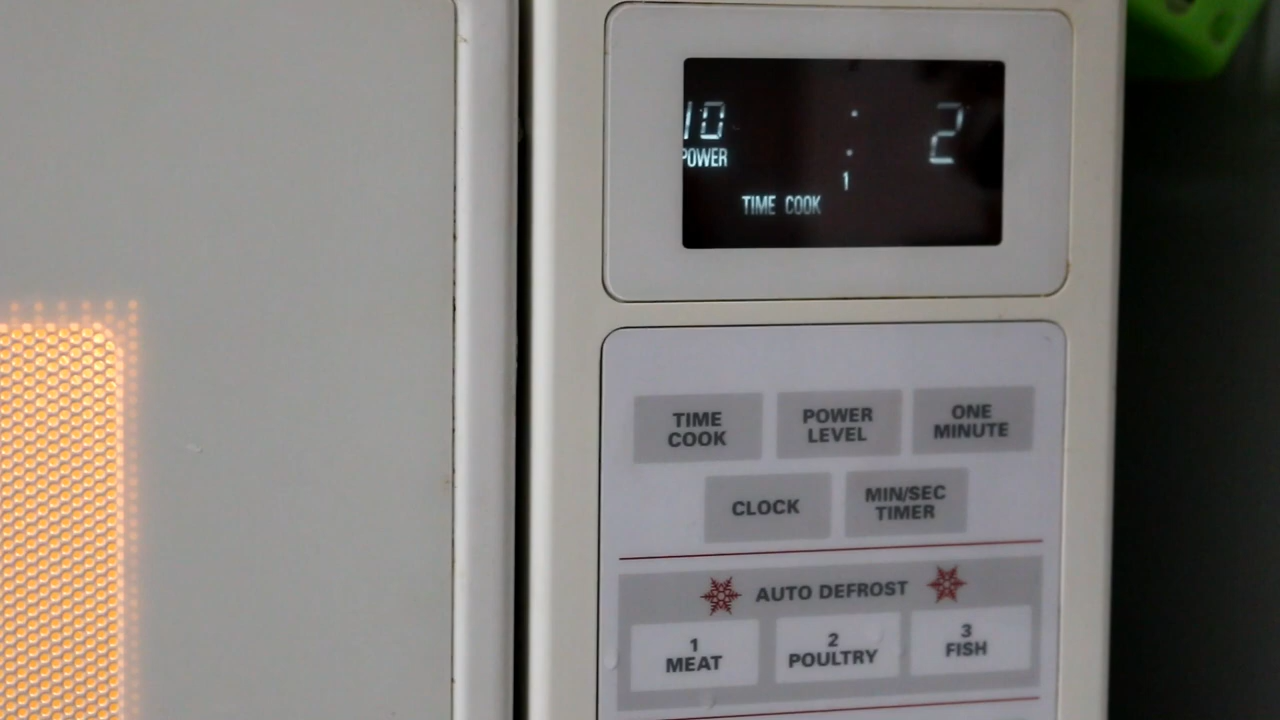 10 : 2
POWER
1
TIME COOK
TIME COOK
POWER LEVEL
ONE MINUTE
CLOCK
MIN/SEC TIMER
AUTO DEFROST
1 MEAT
2 POULTRY
3 FISH